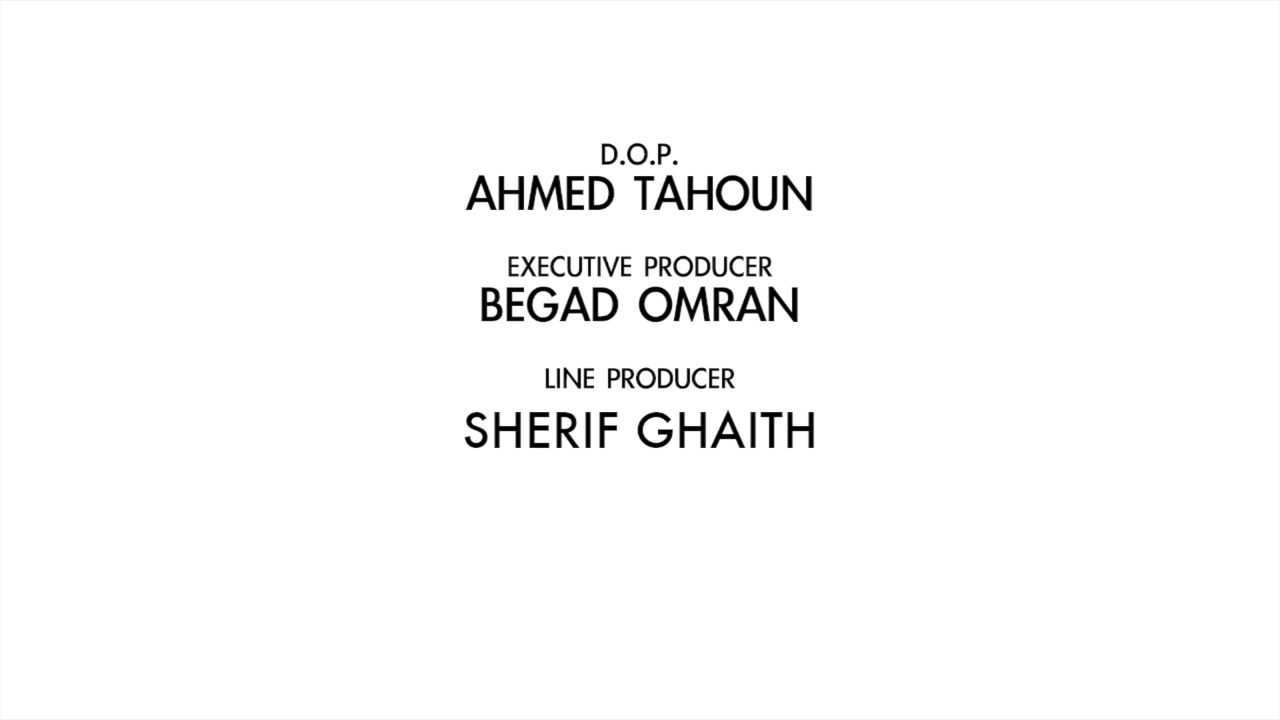 D.O.P.
AHMED TAHOUN
EXECUTIVE PRODUCER
BEGAD OMRAN
LINE PRODUCER
SHERIF GHAITH